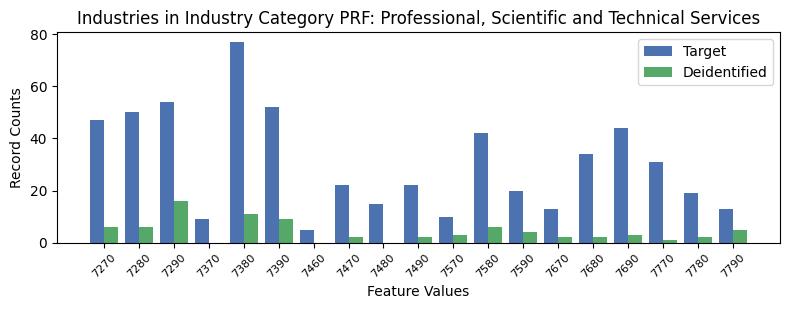 Industries in Industry Category PRF: Professional, Scientific and Technical Services
Target
Deidentified
Record Counts
80
60
40
20
0
7270 7280 7290 7370 7380 7390 7460 7470 7480 7490 7570 7580 7590 7670 7680 7690 7770 7780 7790
Feature Values